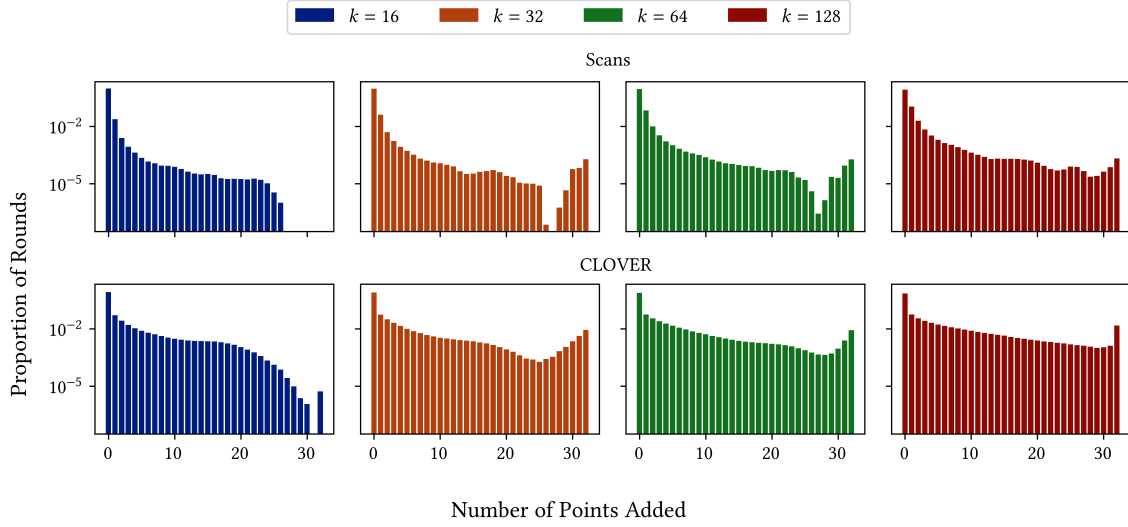 k = 16 k = 32 k = 64 k = 128
Scans
10⁻²
10⁻⁵
CLOVER
10⁻²
10⁻⁵
0 10 20 30 0 10 20 30 0 10 20 30 0 10 20 30
Proportion of Rounds
Number of Points Added